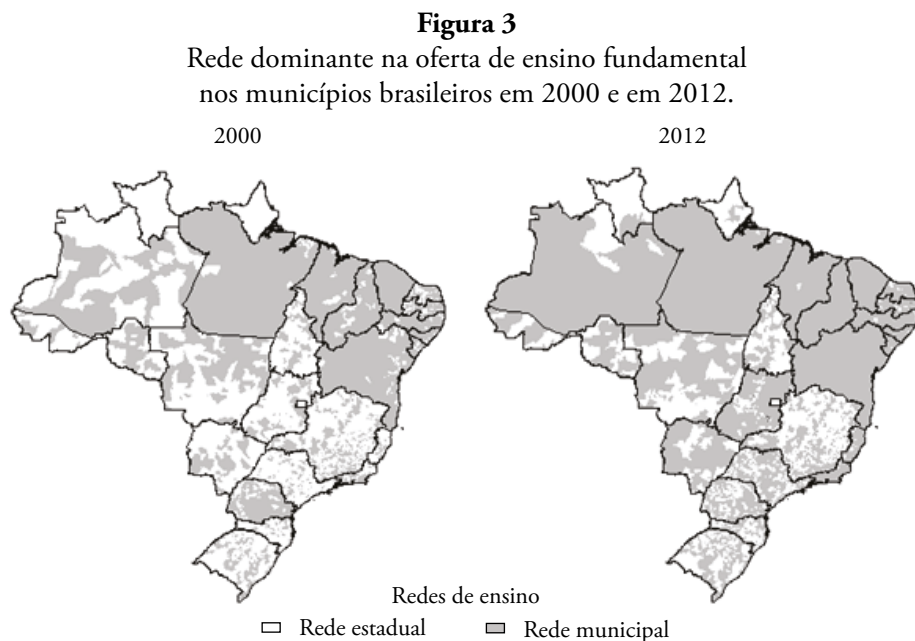 Figura 3
Rede dominante na oferta de ensino fundamental
nos municípios brasileiros em 2000 e em 2012.
2000
2012
Redes de ensino
Rede estadual
Rede municipal